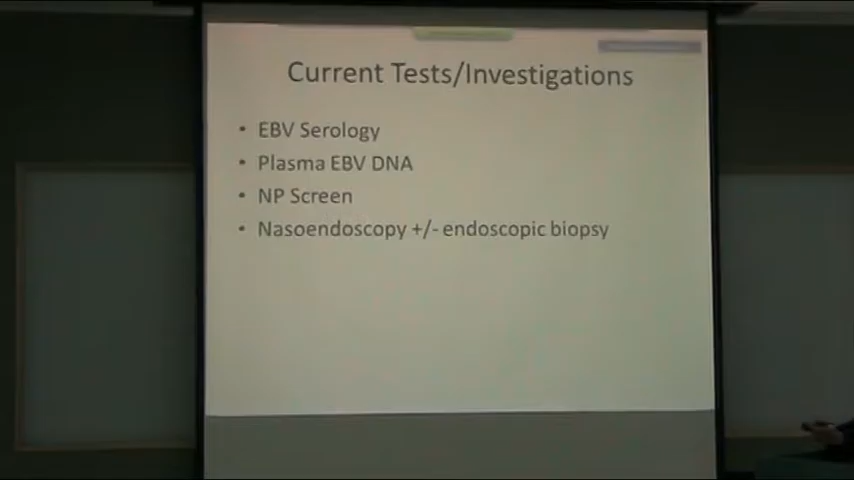 Current Tests/Investigations
• EBV Serology
• Plasma EBV DNA
• NP Screen
• Nasoendoscopy +/- endoscopic biopsy